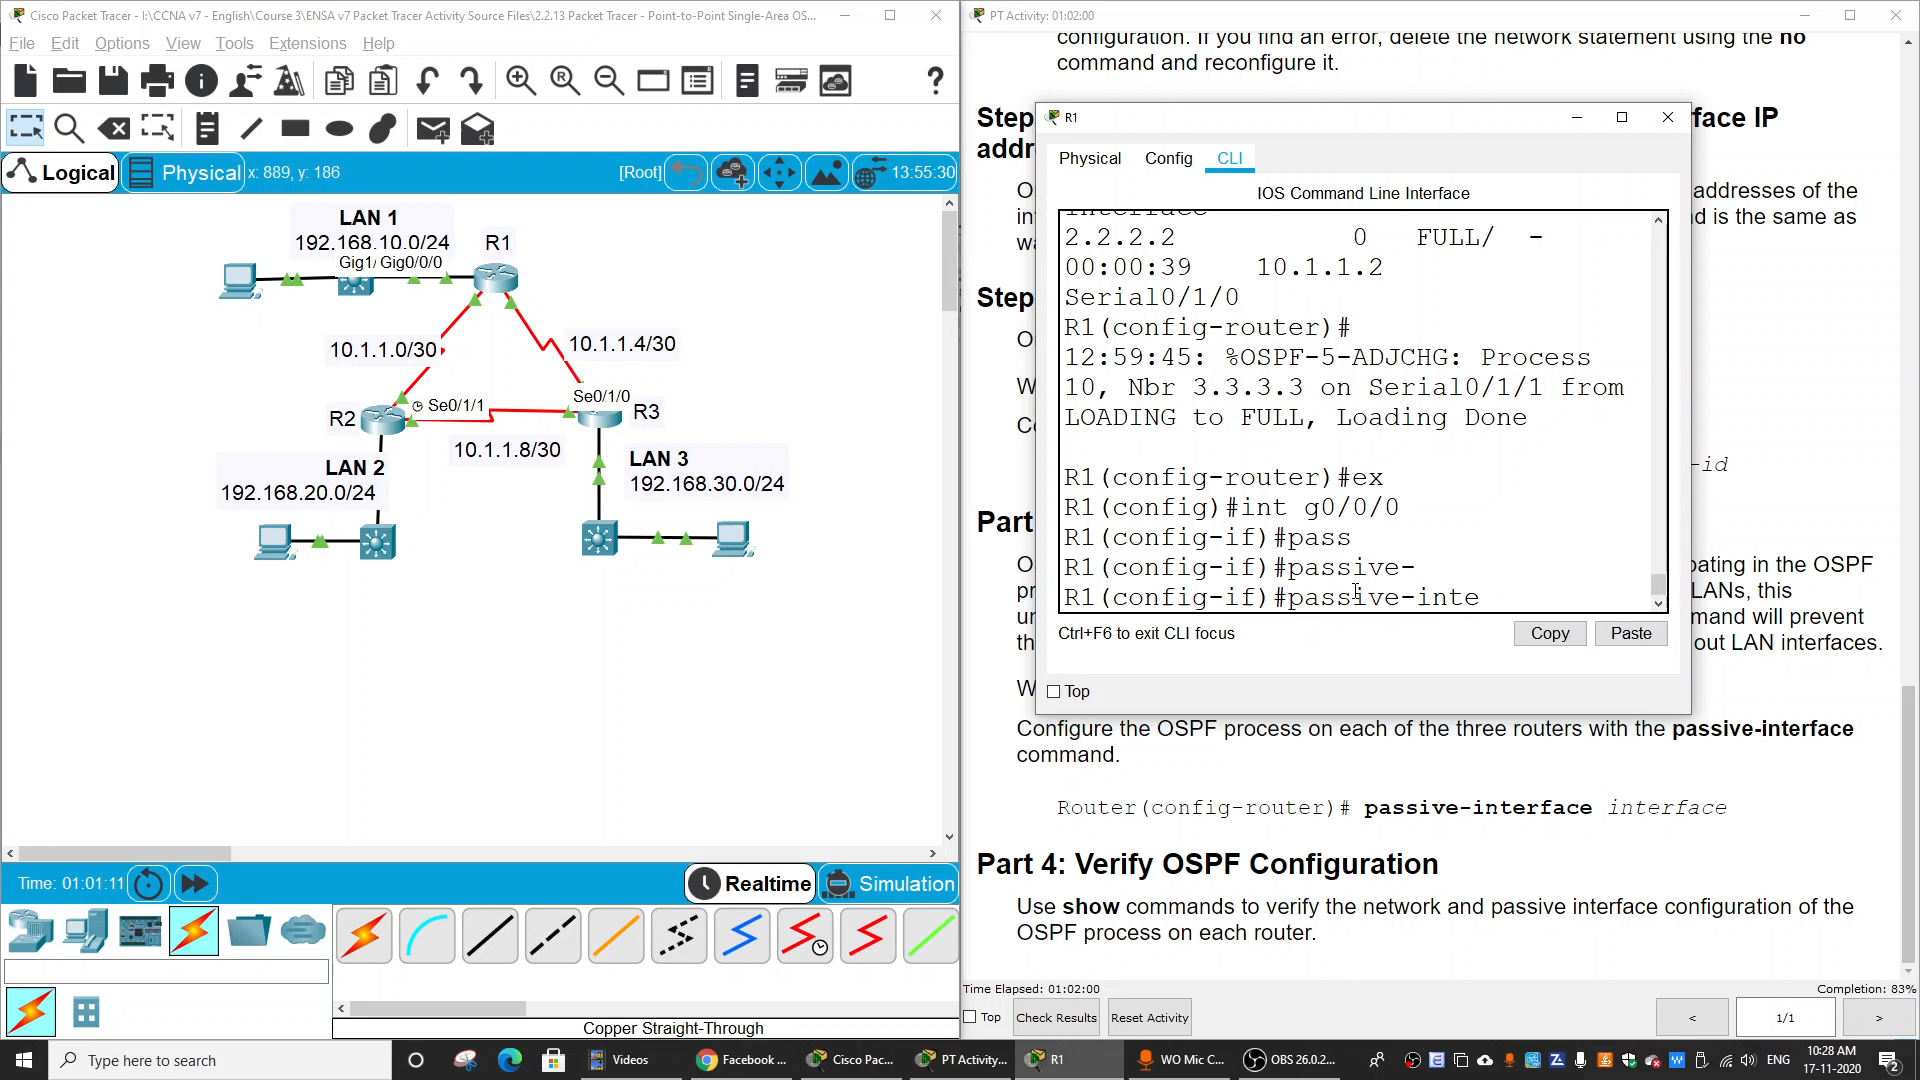 Cisco Packet Tracer - I:\CCNA v7 - English\Course 3\ENSA v7 Packet Tracer Activity Source Files\2.2.13 Packet Tracer - Point-to-Point Single-Area OS...
File Edit Options View Tools Extensions Help
Logical
Physical
x: 889, y: 186
[Root]
13:55:30
LAN 1
192.168.10.0/24
Gig1/ Gig0/0/0
R1
10.1.1.0/30
10.1.1.4/30
Se0/1/0
R2
Se0/1/1
R3
10.1.1.8/30
LAN 2
192.168.20.0/24
LAN 3
192.168.30.0/24
Time: 01:01:11
Realtime
Simulation
Copper Straight-Through
PT Activity: 01:02:00
configuration. If you find an error, delete the network statement using the no
command and reconfigure it.
Step
face IP
addr
addresses of the
d is the same as
Step
-id
Part
pating in the OSPF
LANs, this
mand will prevent
out LAN interfaces.
Configure the OSPF process on each of the three routers with the passive-interface
command.
Router(config-router)# passive-interface interface
Part 4: Verify OSPF Configuration
Use show commands to verify the network and passive interface configuration of the
OSPF process on each router.
Time Elapsed: 01:02:00
Completion: 83%
Top
Check Results
Reset Activity
<
1/1
>
R1
Physical Config CLI
IOS Command Line Interface
Interface
2.2.2.2 0 FULL/ -
00:00:39 10.1.1.2
Serial0/1/0
R1(config-router)#
12:59:45: %OSPF-5-ADJCHG: Process
10, Nbr 3.3.3.3 on Serial0/1/1 from
LOADING to FULL, Loading Done
R1(config-router)#ex
R1(config)#int g0/0/0
R1(config-if)#pass
R1(config-if)#passive-
R1(config-if)#passive-inte
Ctrl+F6 to exit CLI focus
Copy
Paste
Top
Type here to search
Videos
Facebook ...
Cisco Pac...
PT Activity...
R1
WO Mic C...
OBS 26.0.2...
ENG
10:28 AM
17-11-2020
2